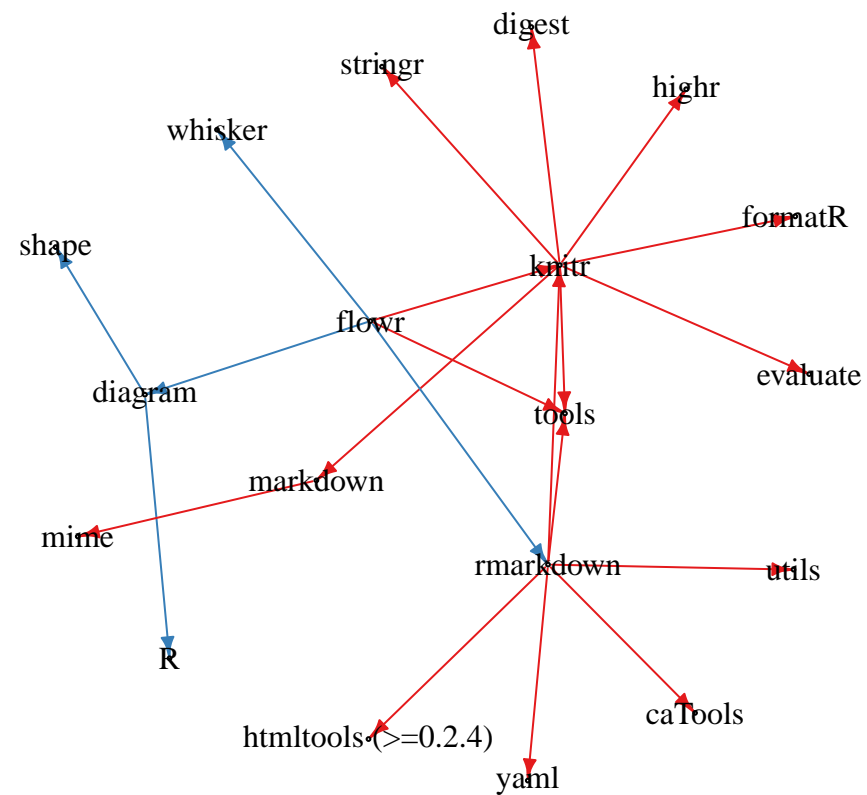 digest
stringr
highr
whisker
formatR
shape
knitr
flowr
evaluate
diagram
tools
markdown
mime
rmarkdown
utils
R
caTools
htmltools (>=0.2.4)
yaml